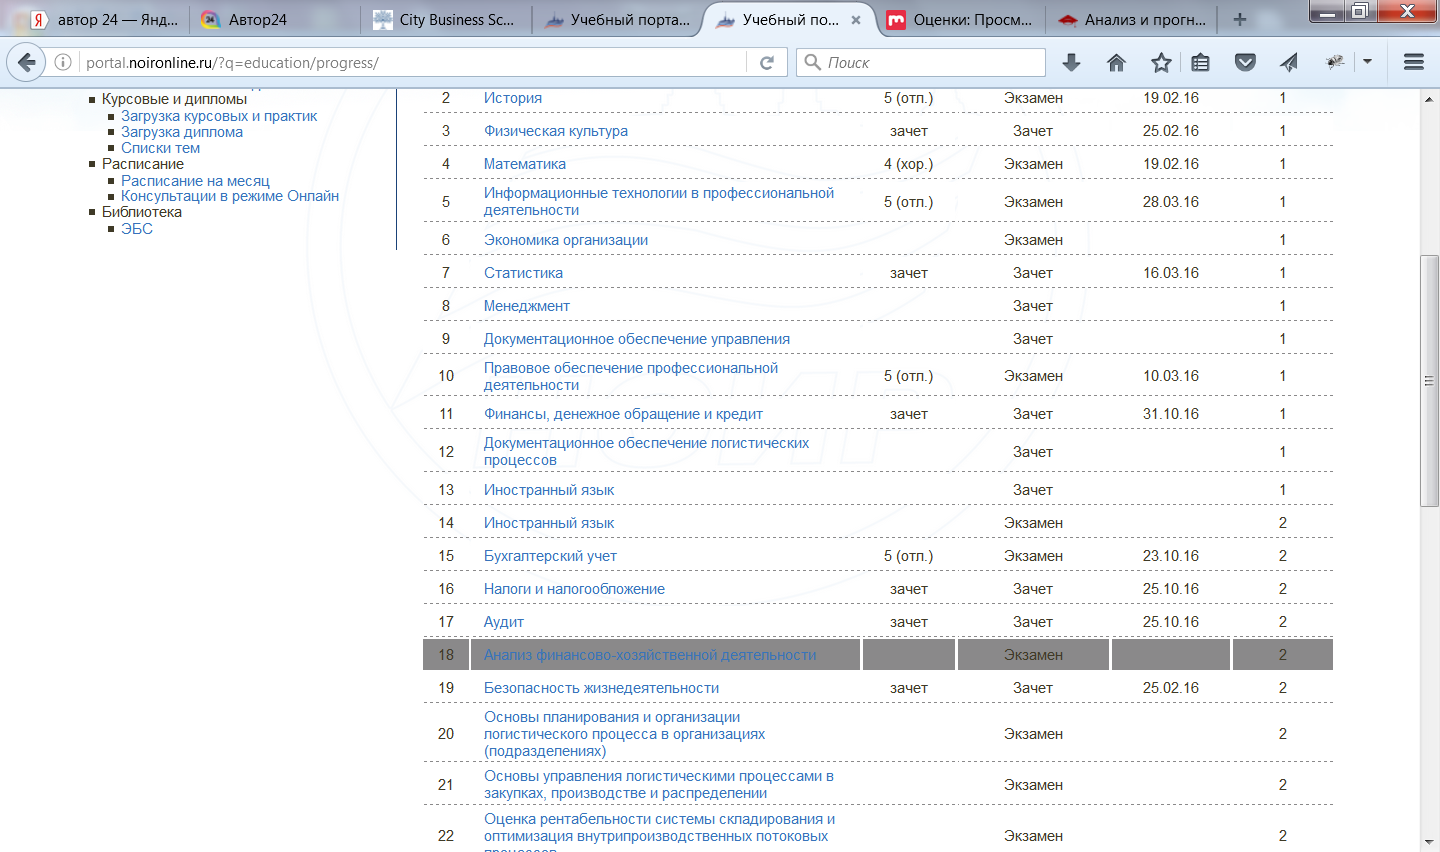 автор 24 — Янд...
Автор24
City Business Sc...
Учебный порта...
Учебный по...
Оценки: Просм...
Анализ и прогн...
portal.noironline.ru/?q=education/progress/
Поиск
Курсовые и дипломы
Загрузка курсовых и практик
Загрузка диплома
Списки тем
Расписание
Расписание на месяц
Консультации в режиме Онлайн
Библиотека
ЭБС
2 История 5 (отл.) Экзамен 19.02.16 1
3 Физическая культура зачет Зачет 25.02.16 1
4 Математика 4 (хор.) Экзамен 19.02.16 1
5 Информационные технологии в профессиональной
деятельности 5 (отл.) Экзамен 28.03.16 1
6 Экономика организации Экзамен 1
7 Статистика зачет Зачет 16.03.16 1
8 Менеджмент Зачет 1
9 Документационное обеспечение управления Зачет 1
10 Правовое обеспечение профессиональной
деятельности 5 (отл.) Экзамен 10.03.16 1
11 Финансы, денежное обращение и кредит зачет Зачет 31.10.16 1
12 Документационное обеспечение логистических
процессов Зачет 1
13 Иностранный язык Зачет 1
14 Иностранный язык Экзамен 2
15 Бухгалтерский учет 5 (отл.) Экзамен 23.10.16 2
16 Налоги и налогообложение зачет Зачет 25.10.16 2
17 Аудит зачет Зачет 25.10.16 2
18 Анализ финансово-хозяйственной деятельности Экзамен 2
19 Безопасность жизнедеятельности зачет Зачет 25.02.16 2
20 Основы планирования и организации
логистического процесса в организациях
(подразделениях) Экзамен 2
21 Основы управления логистическими процессами в
закупках, производстве и распределении Экзамен 2
22 Оценка рентабельности системы складирования и
оптимизация внутрипроизводственных потоковых Экзамен 2